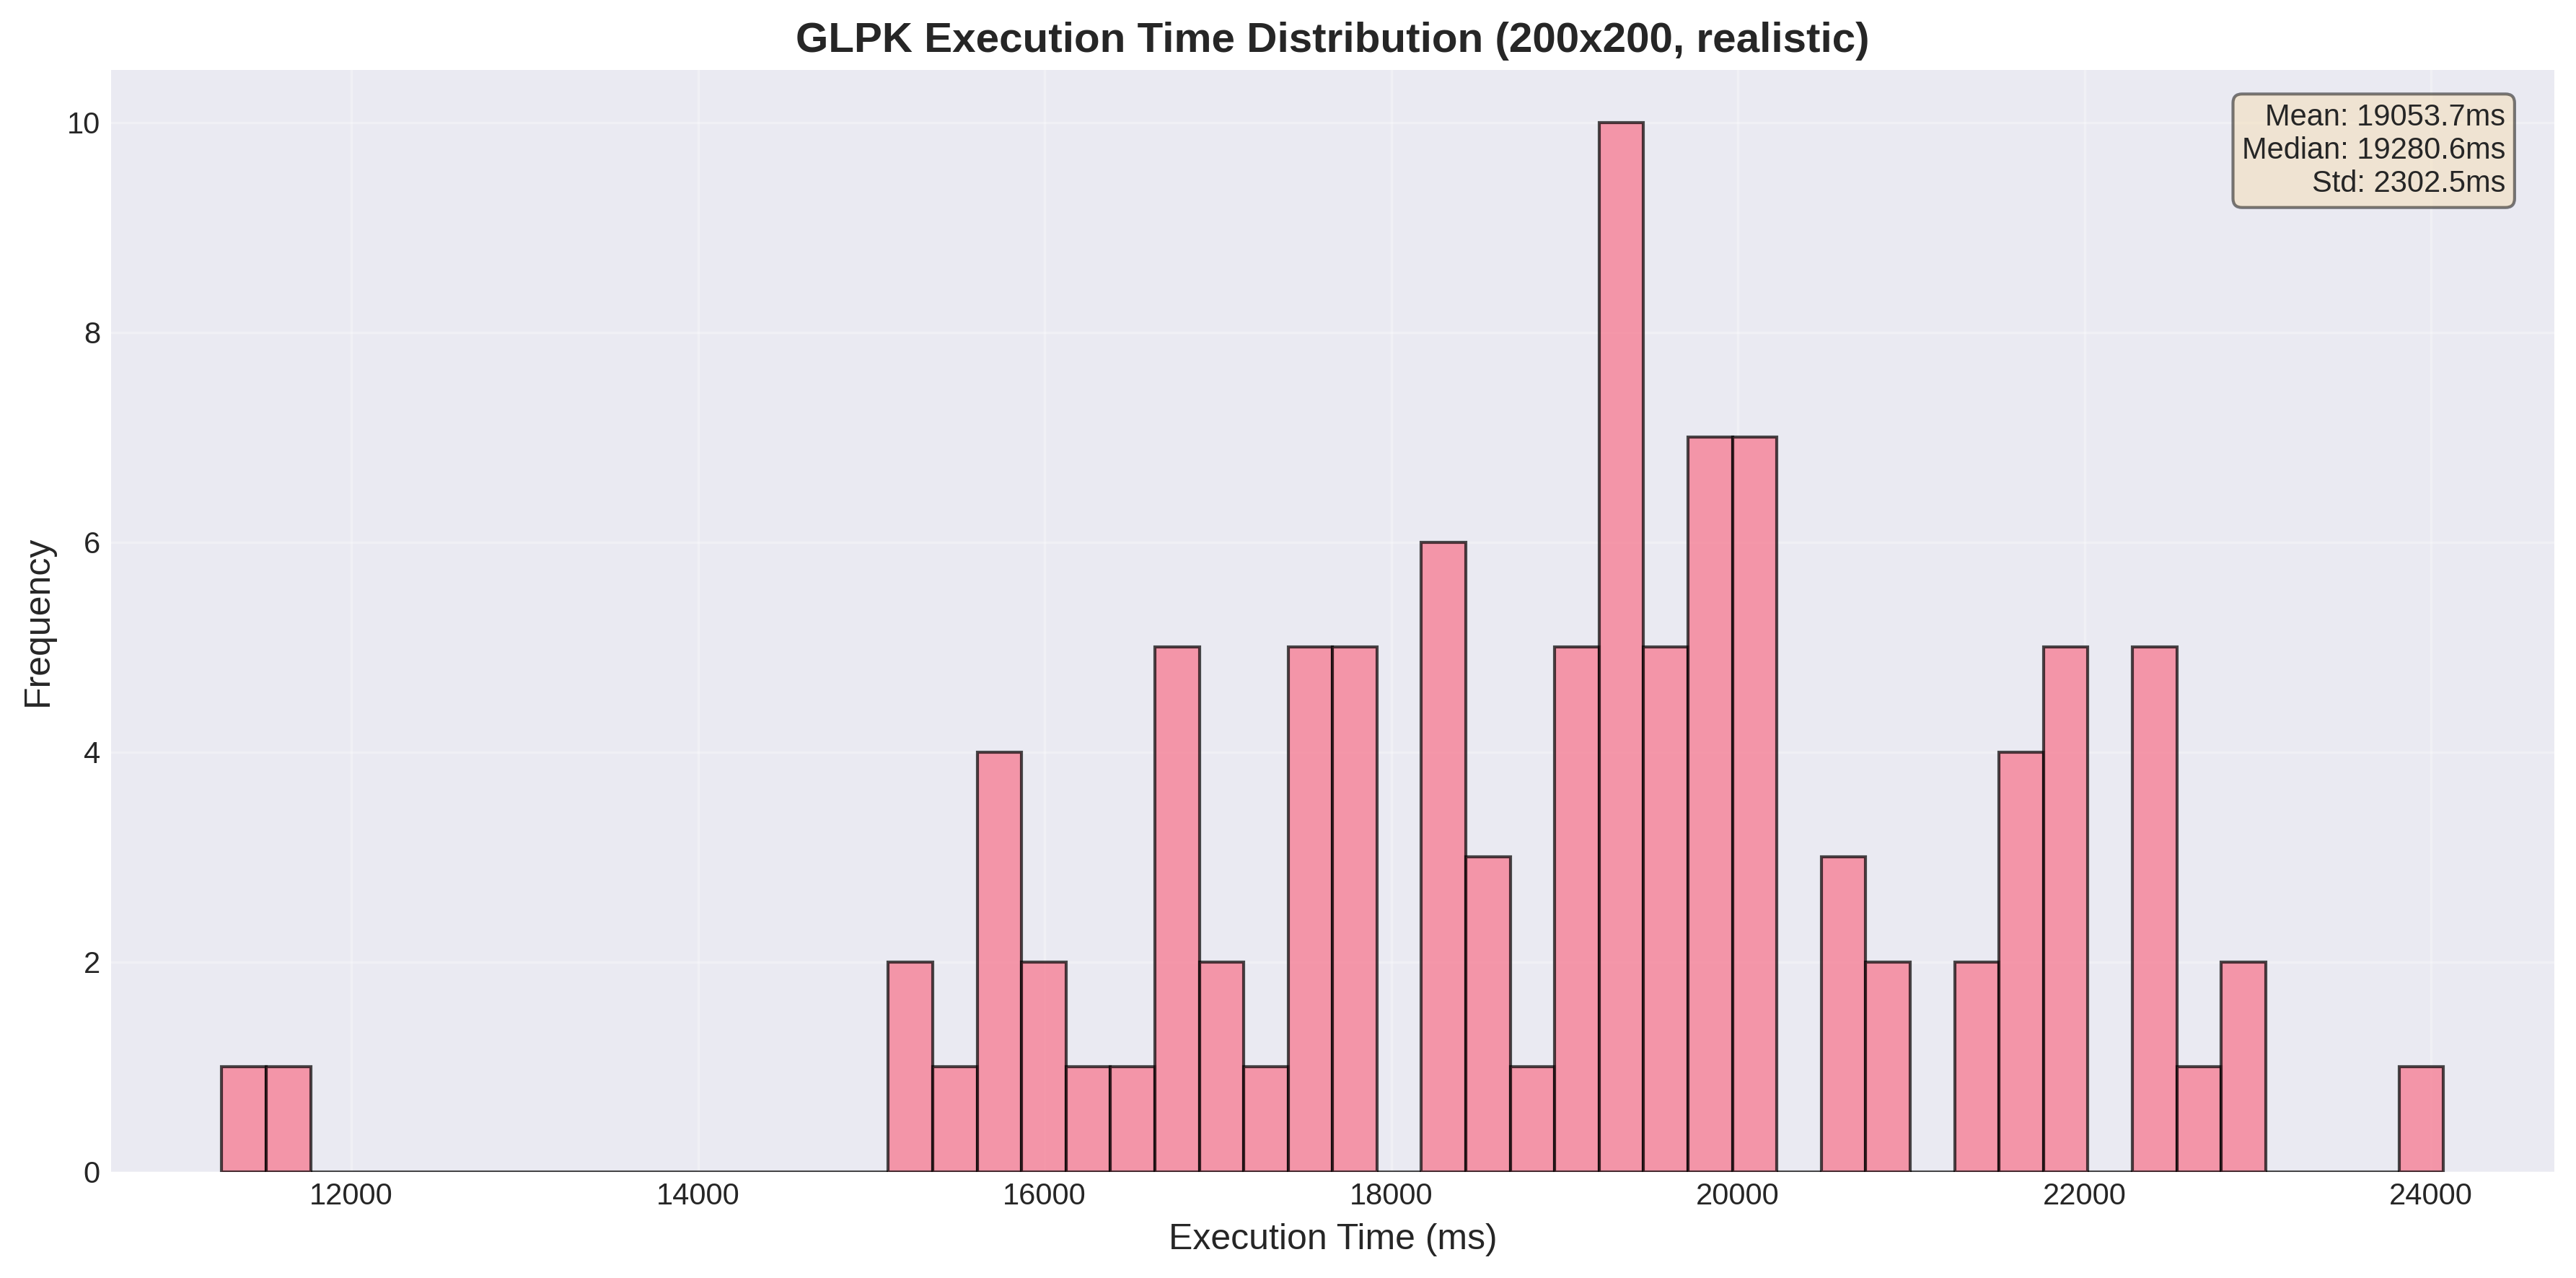 GLPK Execution Time Distribution (200x200, realistic)
Mean: 19053.7ms
Median: 19280.6ms
Std: 2302.5ms
Frequency
10
8
6
4
2
0
12000 14000 16000 18000 20000 22000 24000
Execution Time (ms)